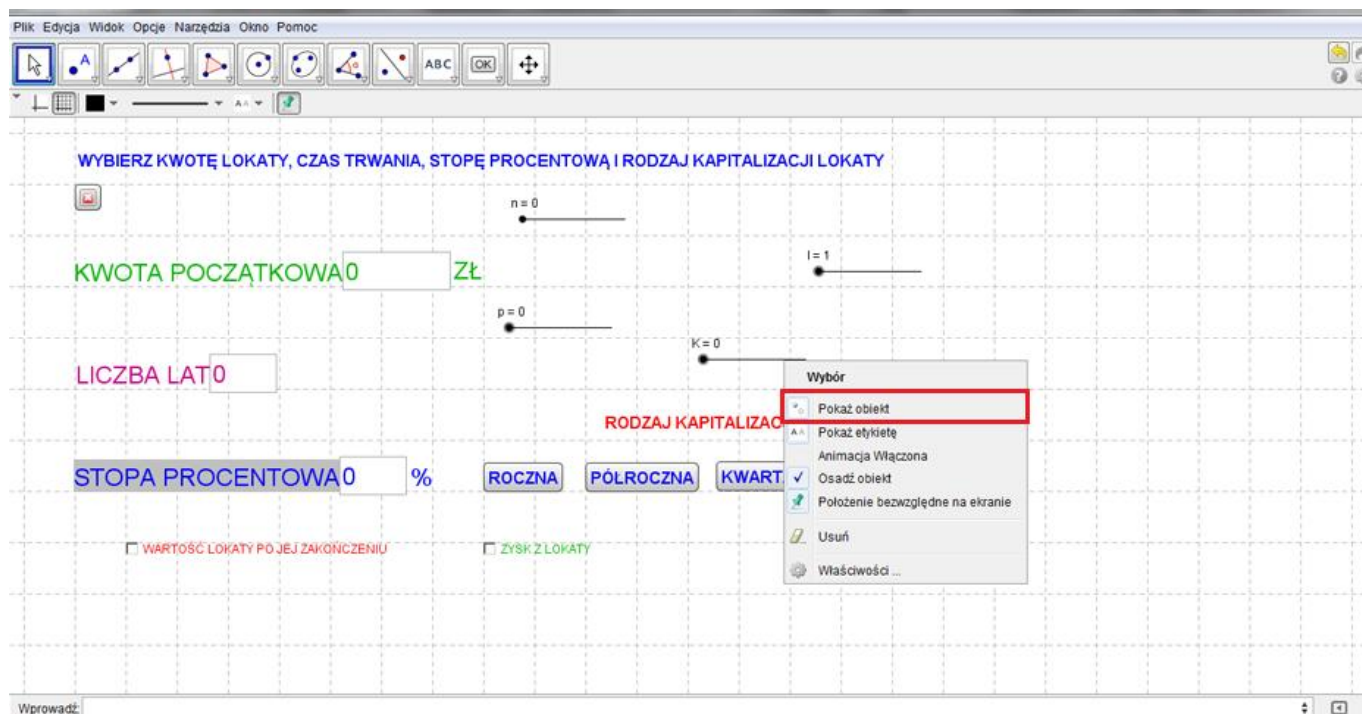 Plik Edycja Widok Opcje Narzędzia Okno Pomoc
A
ABC
OK
AA
WYBIERZ KWOTĘ LOKATY, CZAS TRWANIA, STOPĘ PROCENTOWĄ I RODZAJ KAPITALIZACJI LOKATY
n = 0
l = 1
KWOTA POCZĄTKOWA 0 ZŁ
p = 0
K = 0
LICZBA LAT 0
Wybór
Pokaż obiekt
RODZAJ KAPITALIZAC
AA Pokaż etykietę
Animacja Włączona
STOPA PROCENTOWA 0 %
ROCZNA PÓŁROCZNA KWART
Osadź obiekt
Położenie bezwzględne na ekranie
Usuń
WARTOŚĆ LOKATY PO JEJ ZAKOŃCZENIU ZYSK Z LOKATY
Właściwości ...
Wprowadź: